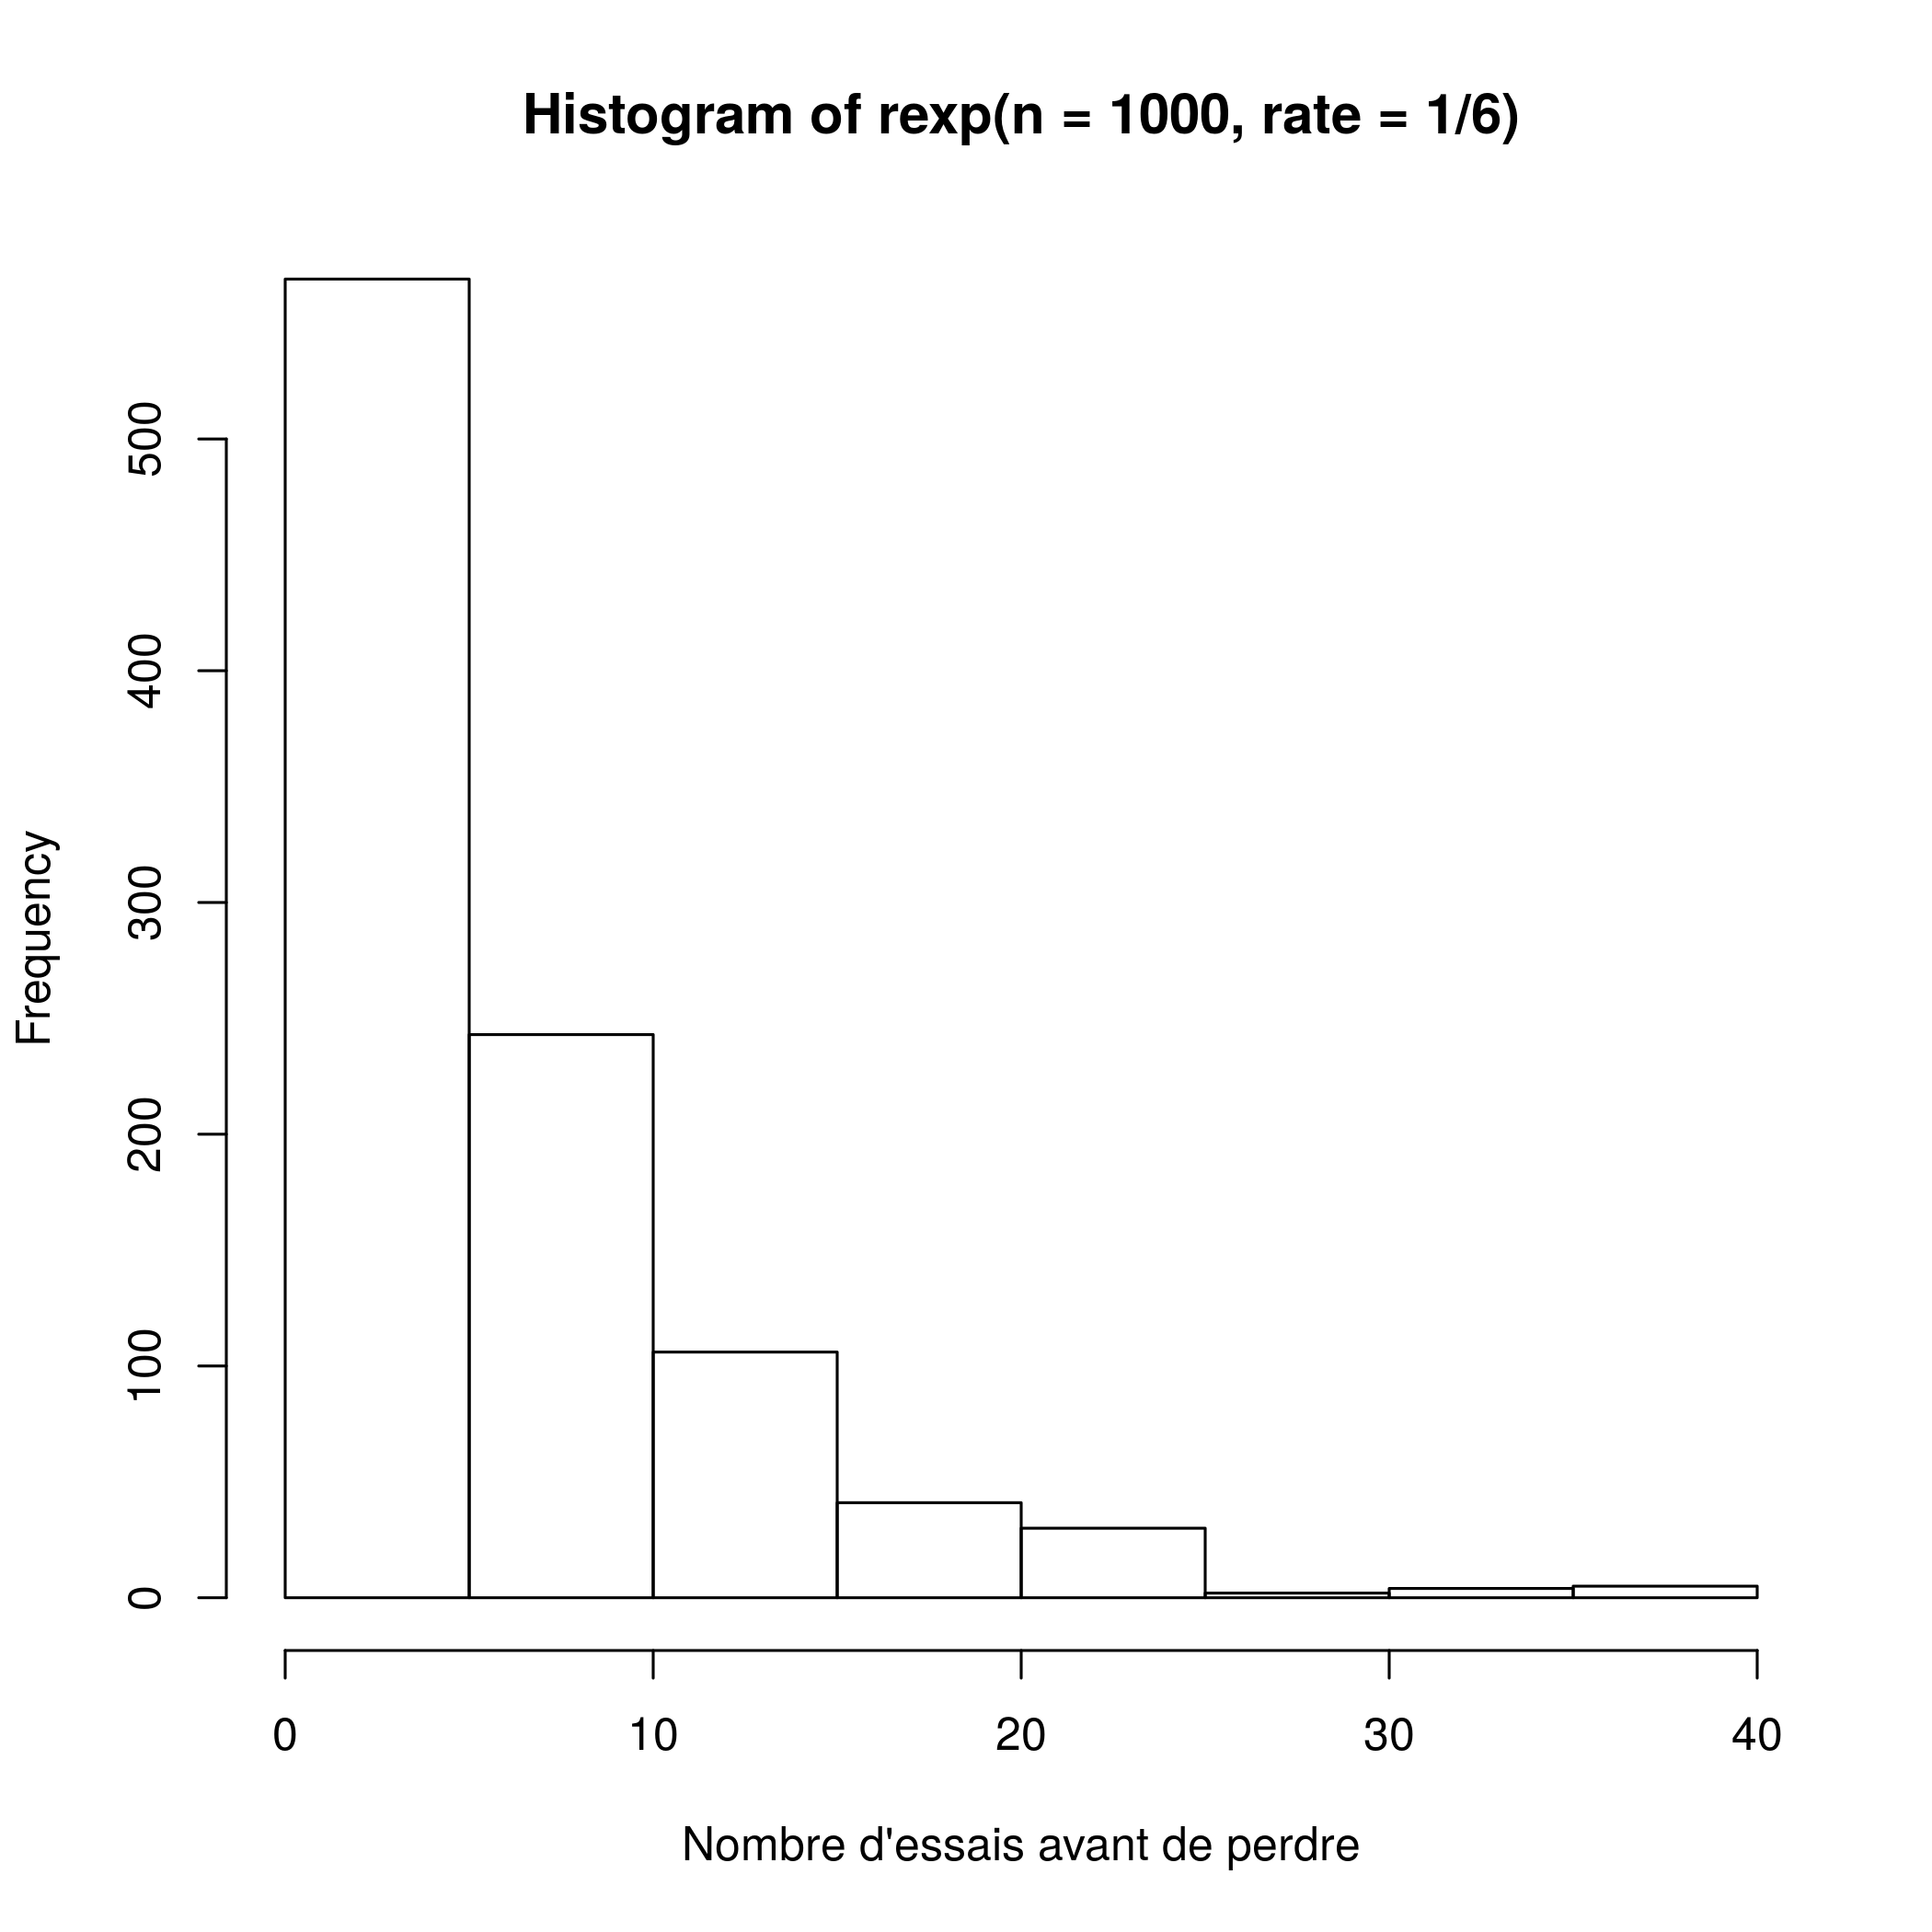 Histogram of rexp(n = 1000, rate = 1/6)
Frequency
500
400
300
200
100
0
0 10 20 30 40
Nombre d'essais avant de perdre